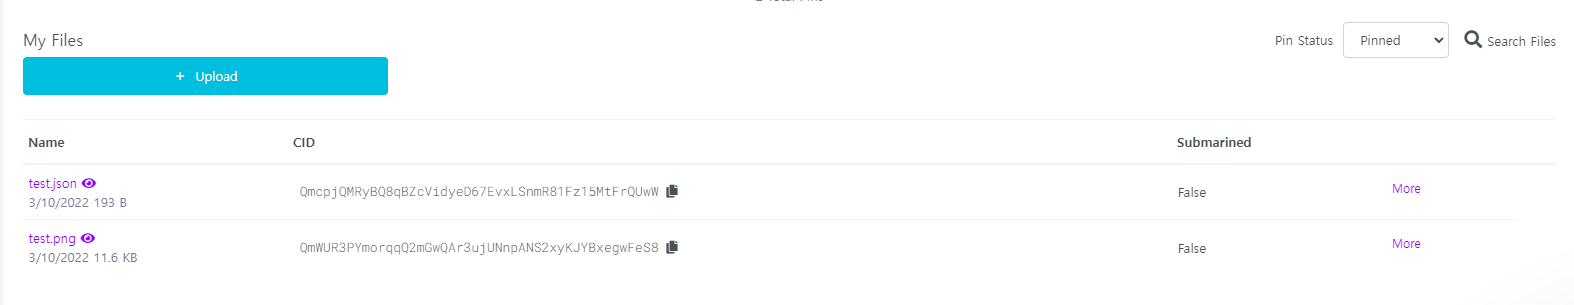 My Files
Pin Status Pinned Search Files
+ Upload
Name CID Submarined
test.json QmcpjQMRyBQ8qBZcVidyeD67EvxLSnmR81Fz15MtFrQUwW False More
3/10/2022 193 B
test.png QmWUR3PYmorqqQ2mGwQAr3ujUNnpANS2xyKJYBxegwFeS8 False More
3/10/2022 11.6 KB